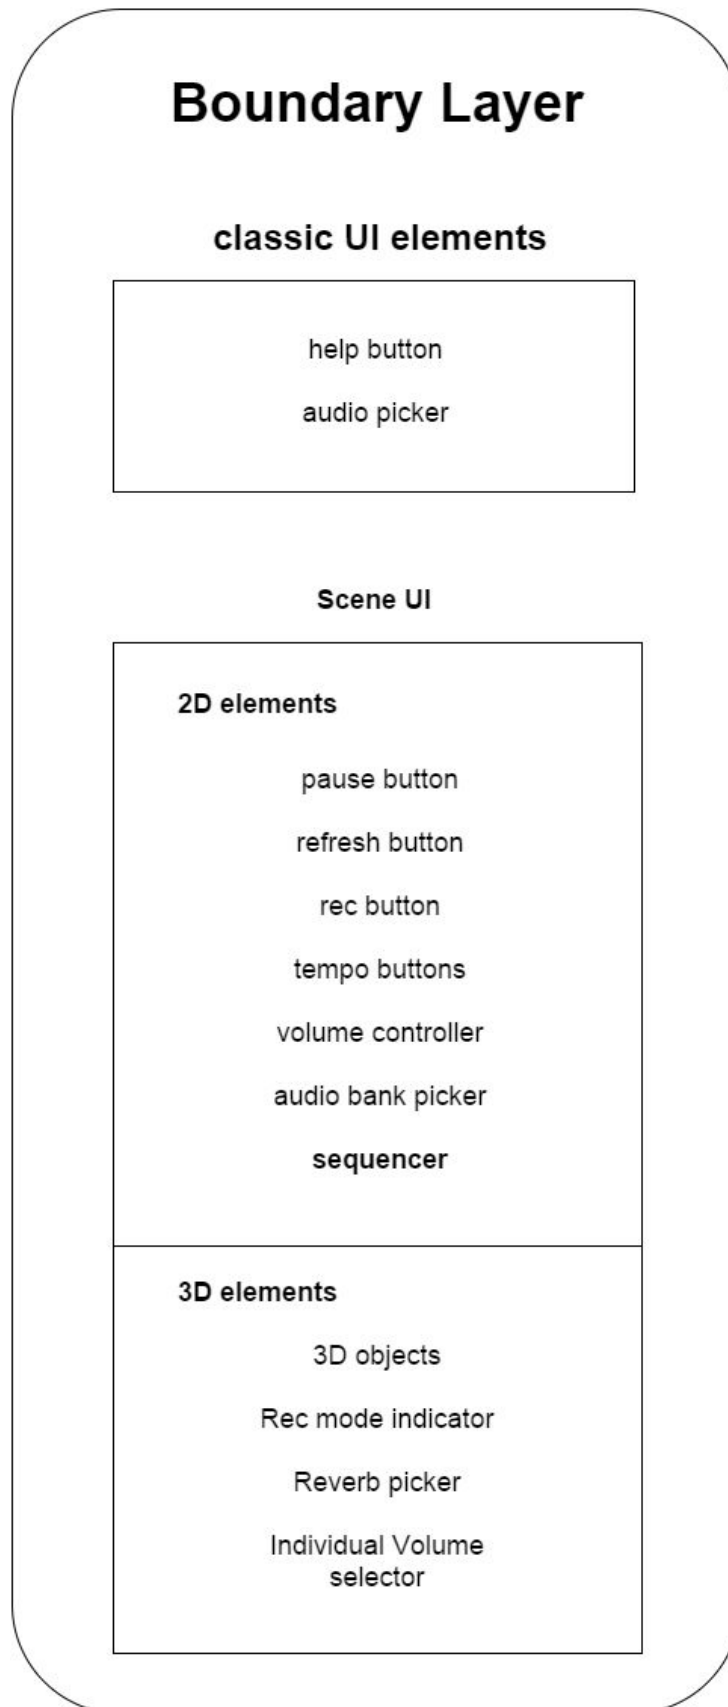 Boundary Layer
classic UI elements
help button
audio picker
Scene UI
2D elements
pause button
refresh button
rec button
tempo buttons
volume controller
audio bank picker
sequencer
3D elements
3D objects
Rec mode indicator
Reverb picker
Individual Volume
selector